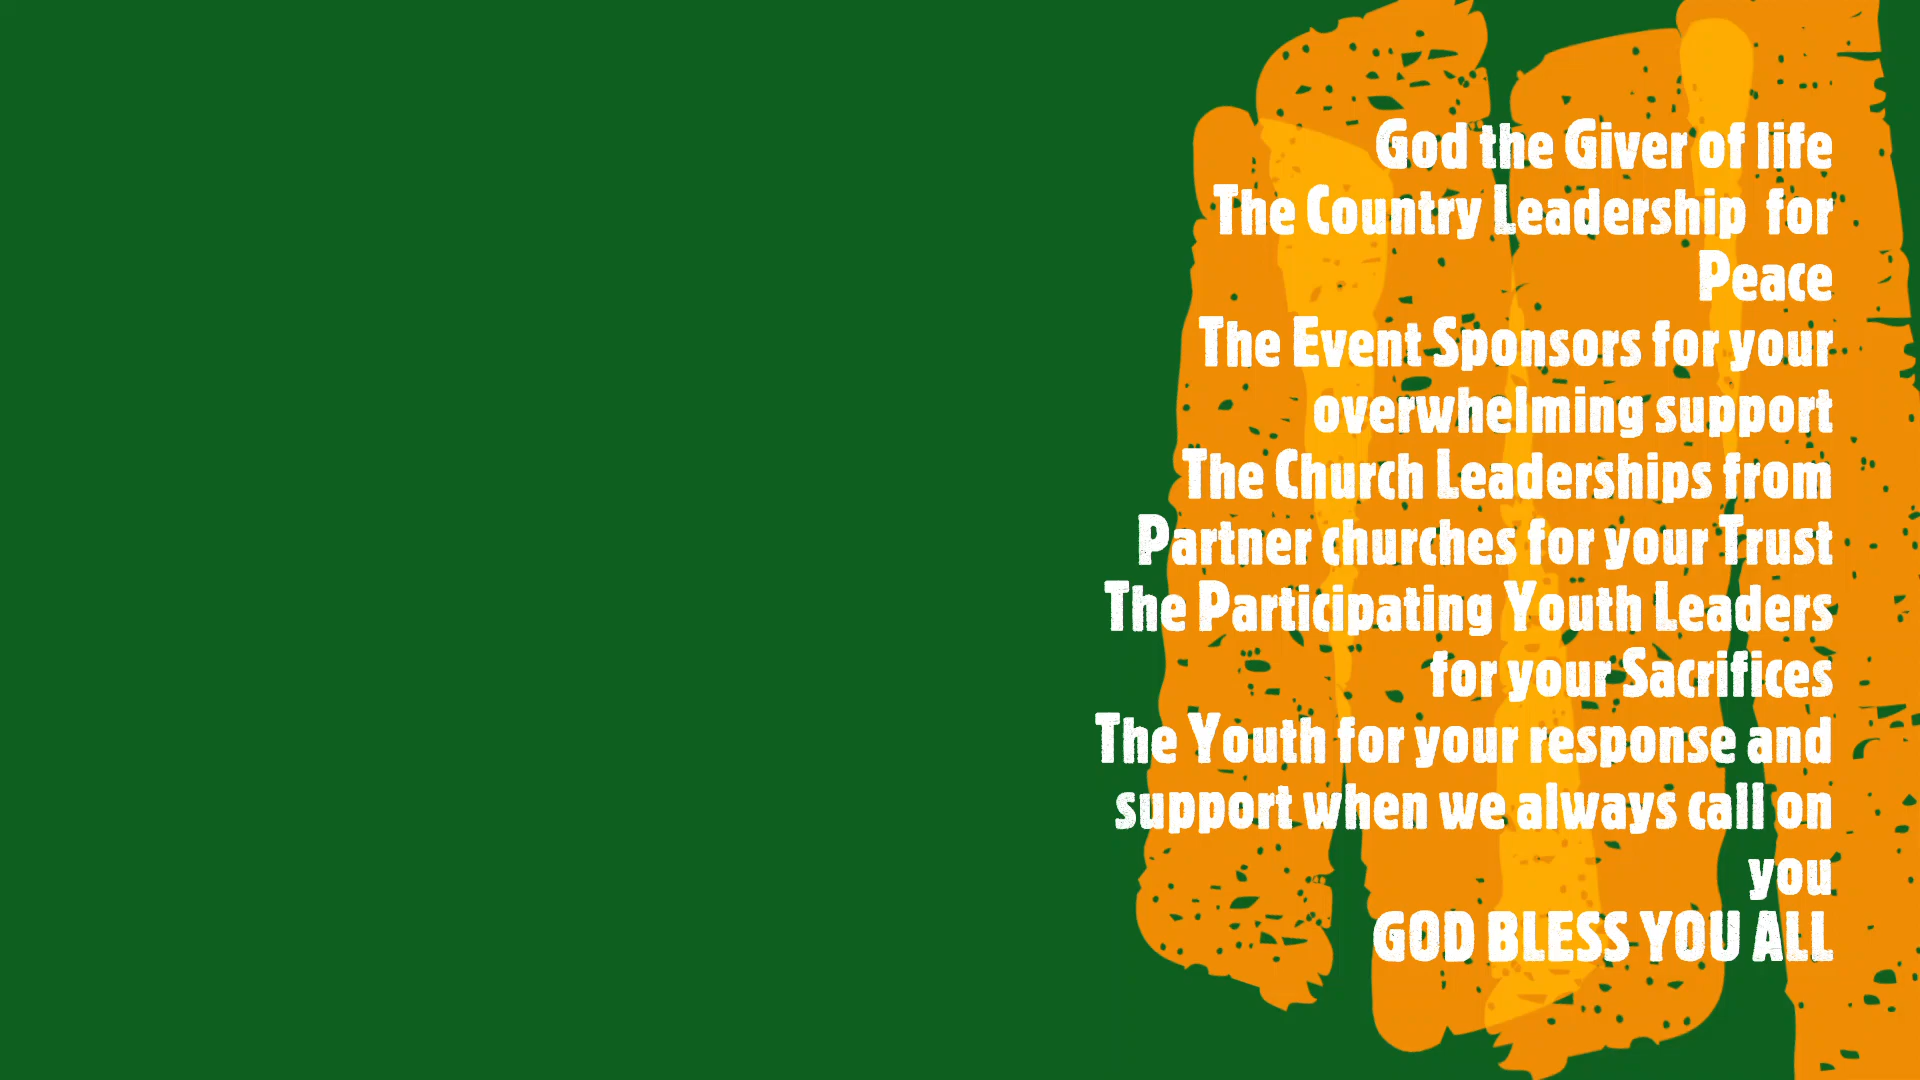 God the Giver of life
The Country Leadership for
Peace
The Event Sponsors for your
overwhelming support
The Church Leaderships from
Partner churches for your Trust
The Participating Youth Leaders
for your Sacrifices
The Youth for your response and
support when we always call on
you
GOD BLESS YOU ALL